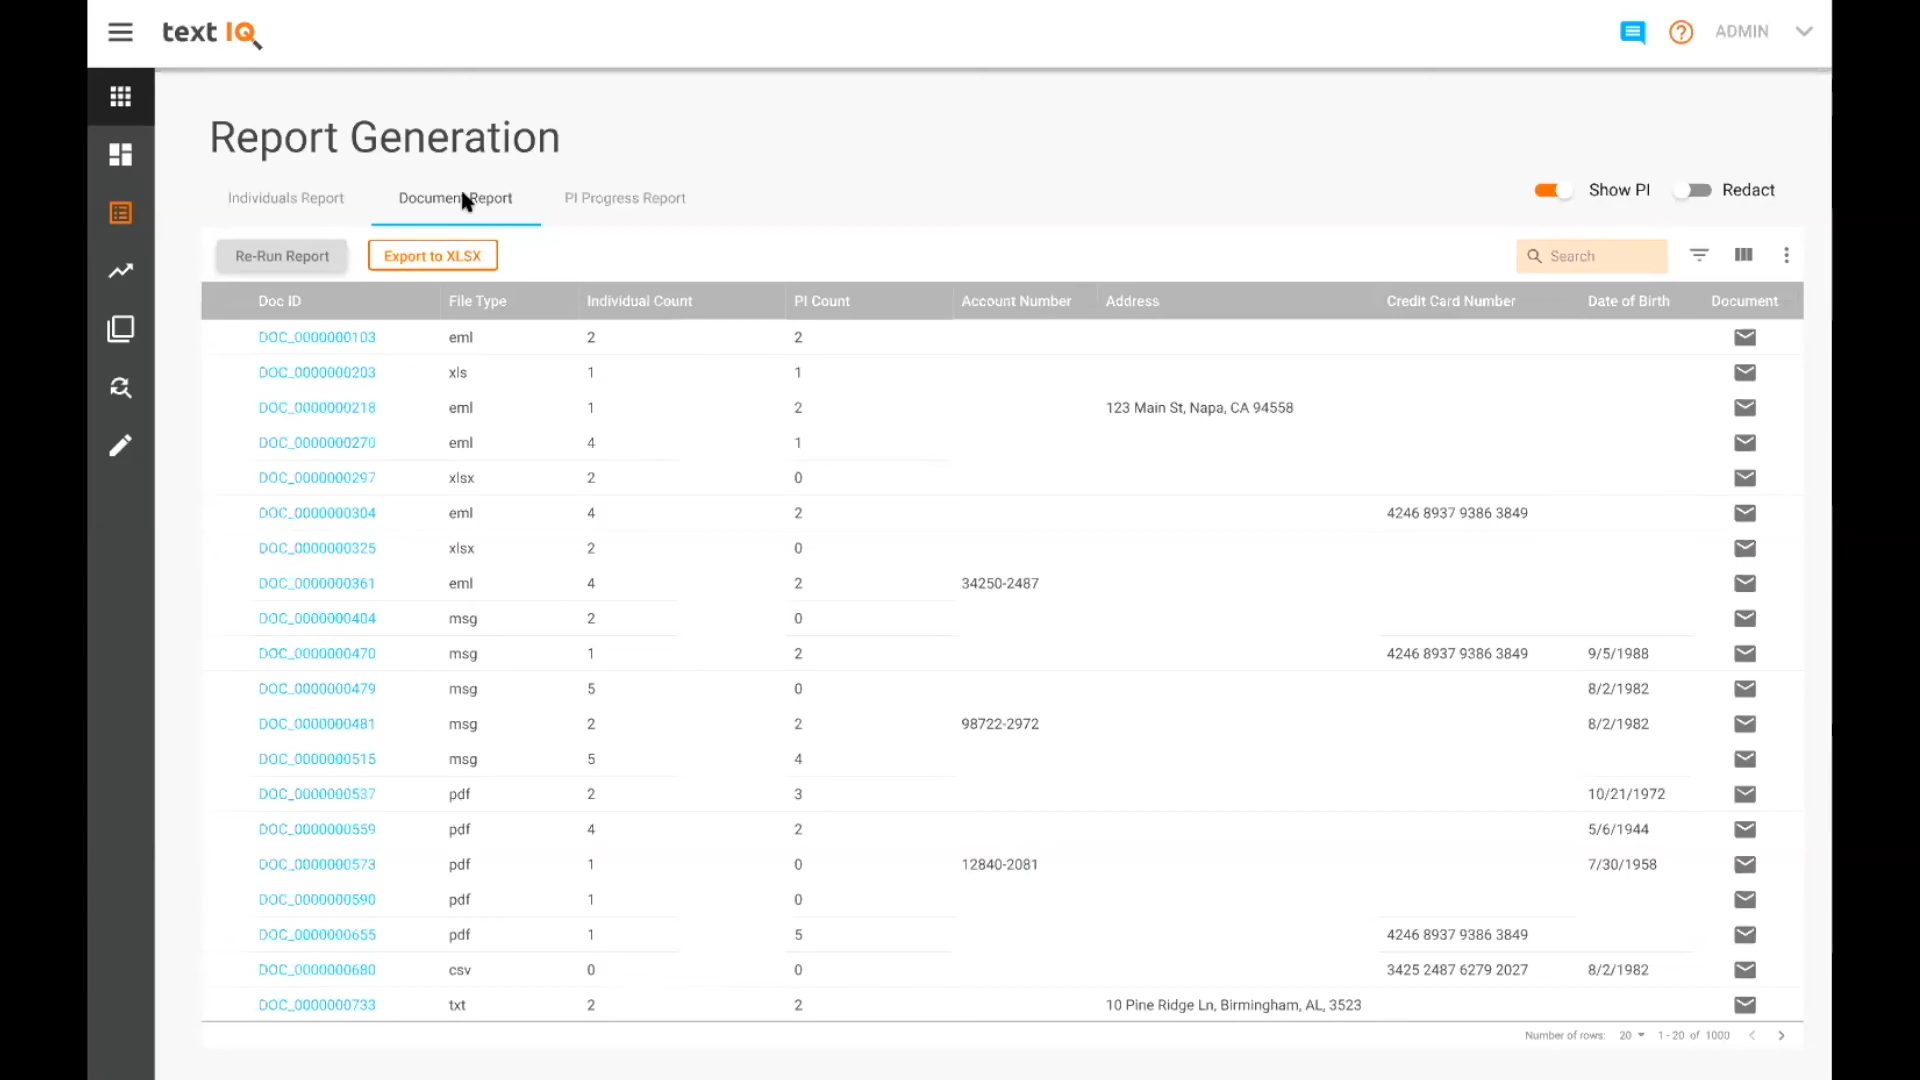 text IQ
ADMIN
Report Generation
Individuals Report Document Report PI Progress Report
Show PI Redact
Re-Run Report Export to XLSX Search
Doc ID File Type Individual Count PI Count Account Number Address Credit Card Number Date of Birth Document
DOC_0000000103 eml 2 2
DOC_0000000203 xls 1 1
DOC_0000000218 eml 1 2 123 Main St, Napa, CA 94558
DOC_0000000270 eml 4 1
DOC_0000000297 xlsx 2 0
DOC_0000000304 eml 4 2 4246 8937 9386 3849
DOC_0000000325 xlsx 2 0
DOC_0000000361 eml 4 2 34250-2487
DOC_0000000404 msg 2 0
DOC_0000000470 msg 1 2 4246 8937 9386 3849 9/5/1988
DOC_0000000479 msg 5 0 8/2/1982
DOC_0000000481 msg 2 2 98722-2972 8/2/1982
DOC_0000000515 msg 5 4
DOC_0000000537 pdf 2 3 10/21/1972
DOC_0000000559 pdf 4 2 5/6/1944
DOC_0000000573 pdf 1 0 12840-2081 7/30/1958
DOC_0000000590 pdf 1 0
DOC_0000000655 pdf 1 5 4246 8937 9386 3849
DOC_0000000680 csv 0 0 3425 2487 6279 2027 8/2/1982
DOC_0000000733 txt 2 2 10 Pine Ridge Ln, Birmingham, AL, 3523
Number of rows: 20 1-20 of 1000